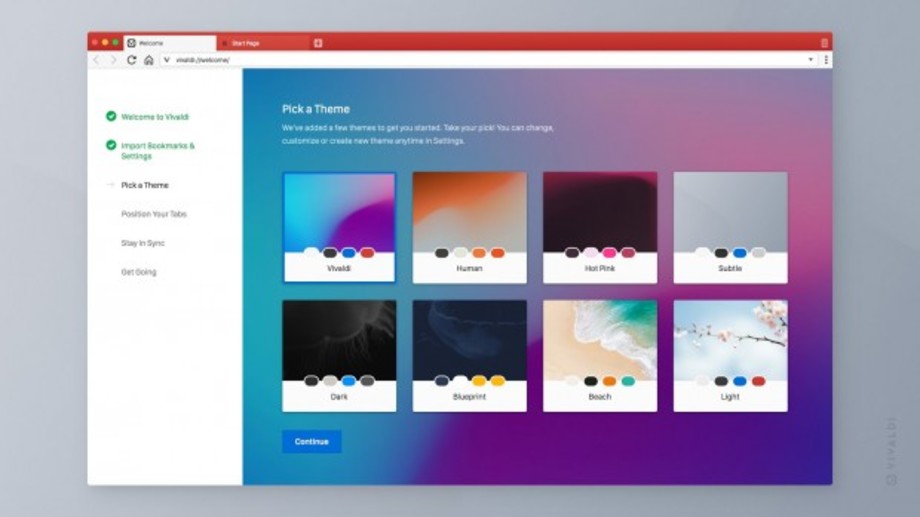 Welcome
Start Page
vivaldi://welcome/
Welcome to Vivaldi
Import Bookmarks &
Settings
Pick a Theme
Position Your Tabs
Stay In Sync
Get Going
Pick a Theme
We've added a few themes to get you started. Take your pick! You can change,
customize or create new theme anytime in Settings.
Vivaldi
Human
Hot Pink
Subtle
Dark
Blueprint
Beach
Light
Continue
VIVALDI